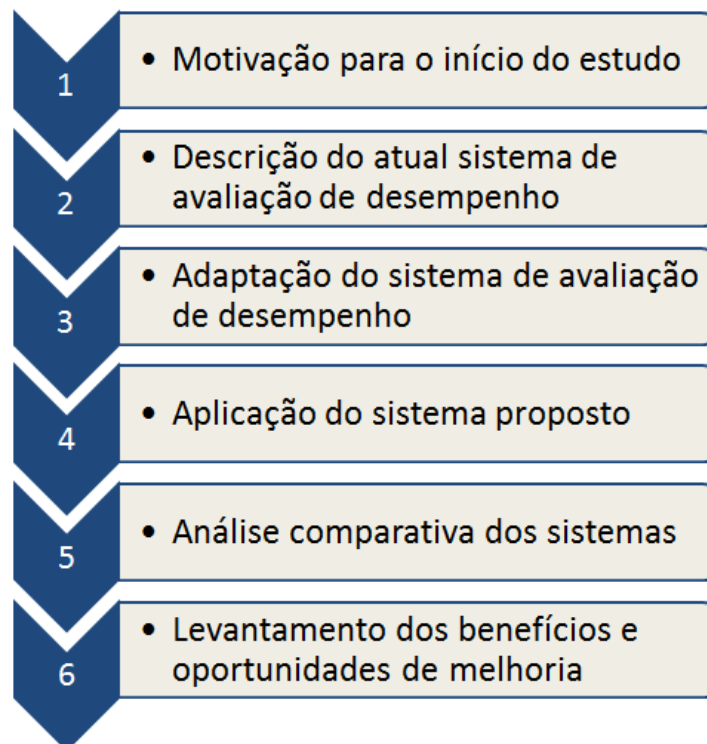 1
• Motivação para o início do estudo
2
• Descrição do atual sistema de
avaliação de desempenho
3
• Adaptação do sistema de avaliação
de desempenho
4
• Aplicação do sistema proposto
5
• Análise comparativa dos sistemas
6
• Levantamento dos benefícios e
oportunidades de melhoria